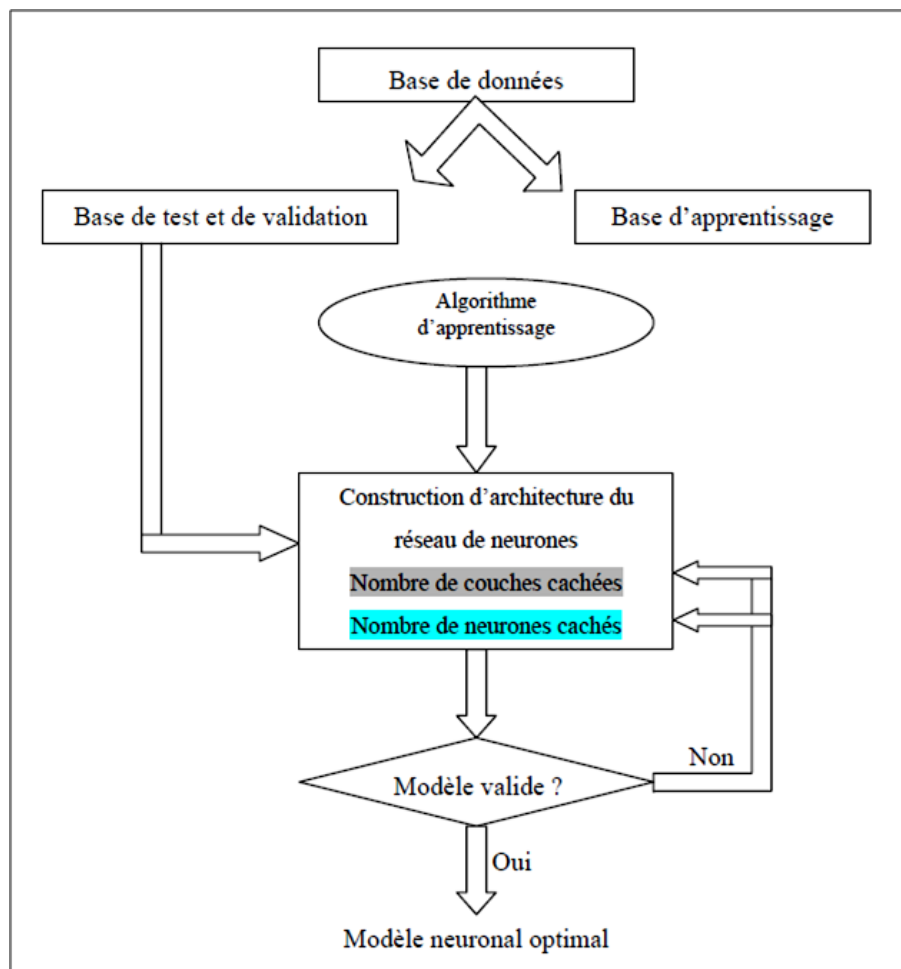 Base de données
Base de test et de validation
Base d’apprentissage
Algorithme
d’apprentissage
Construction d’architecture du
réseau de neurones
Nombre de couches cachées
Nombre de neurones cachés
Non
Modèle valide ?
Oui
Modèle neuronal optimal